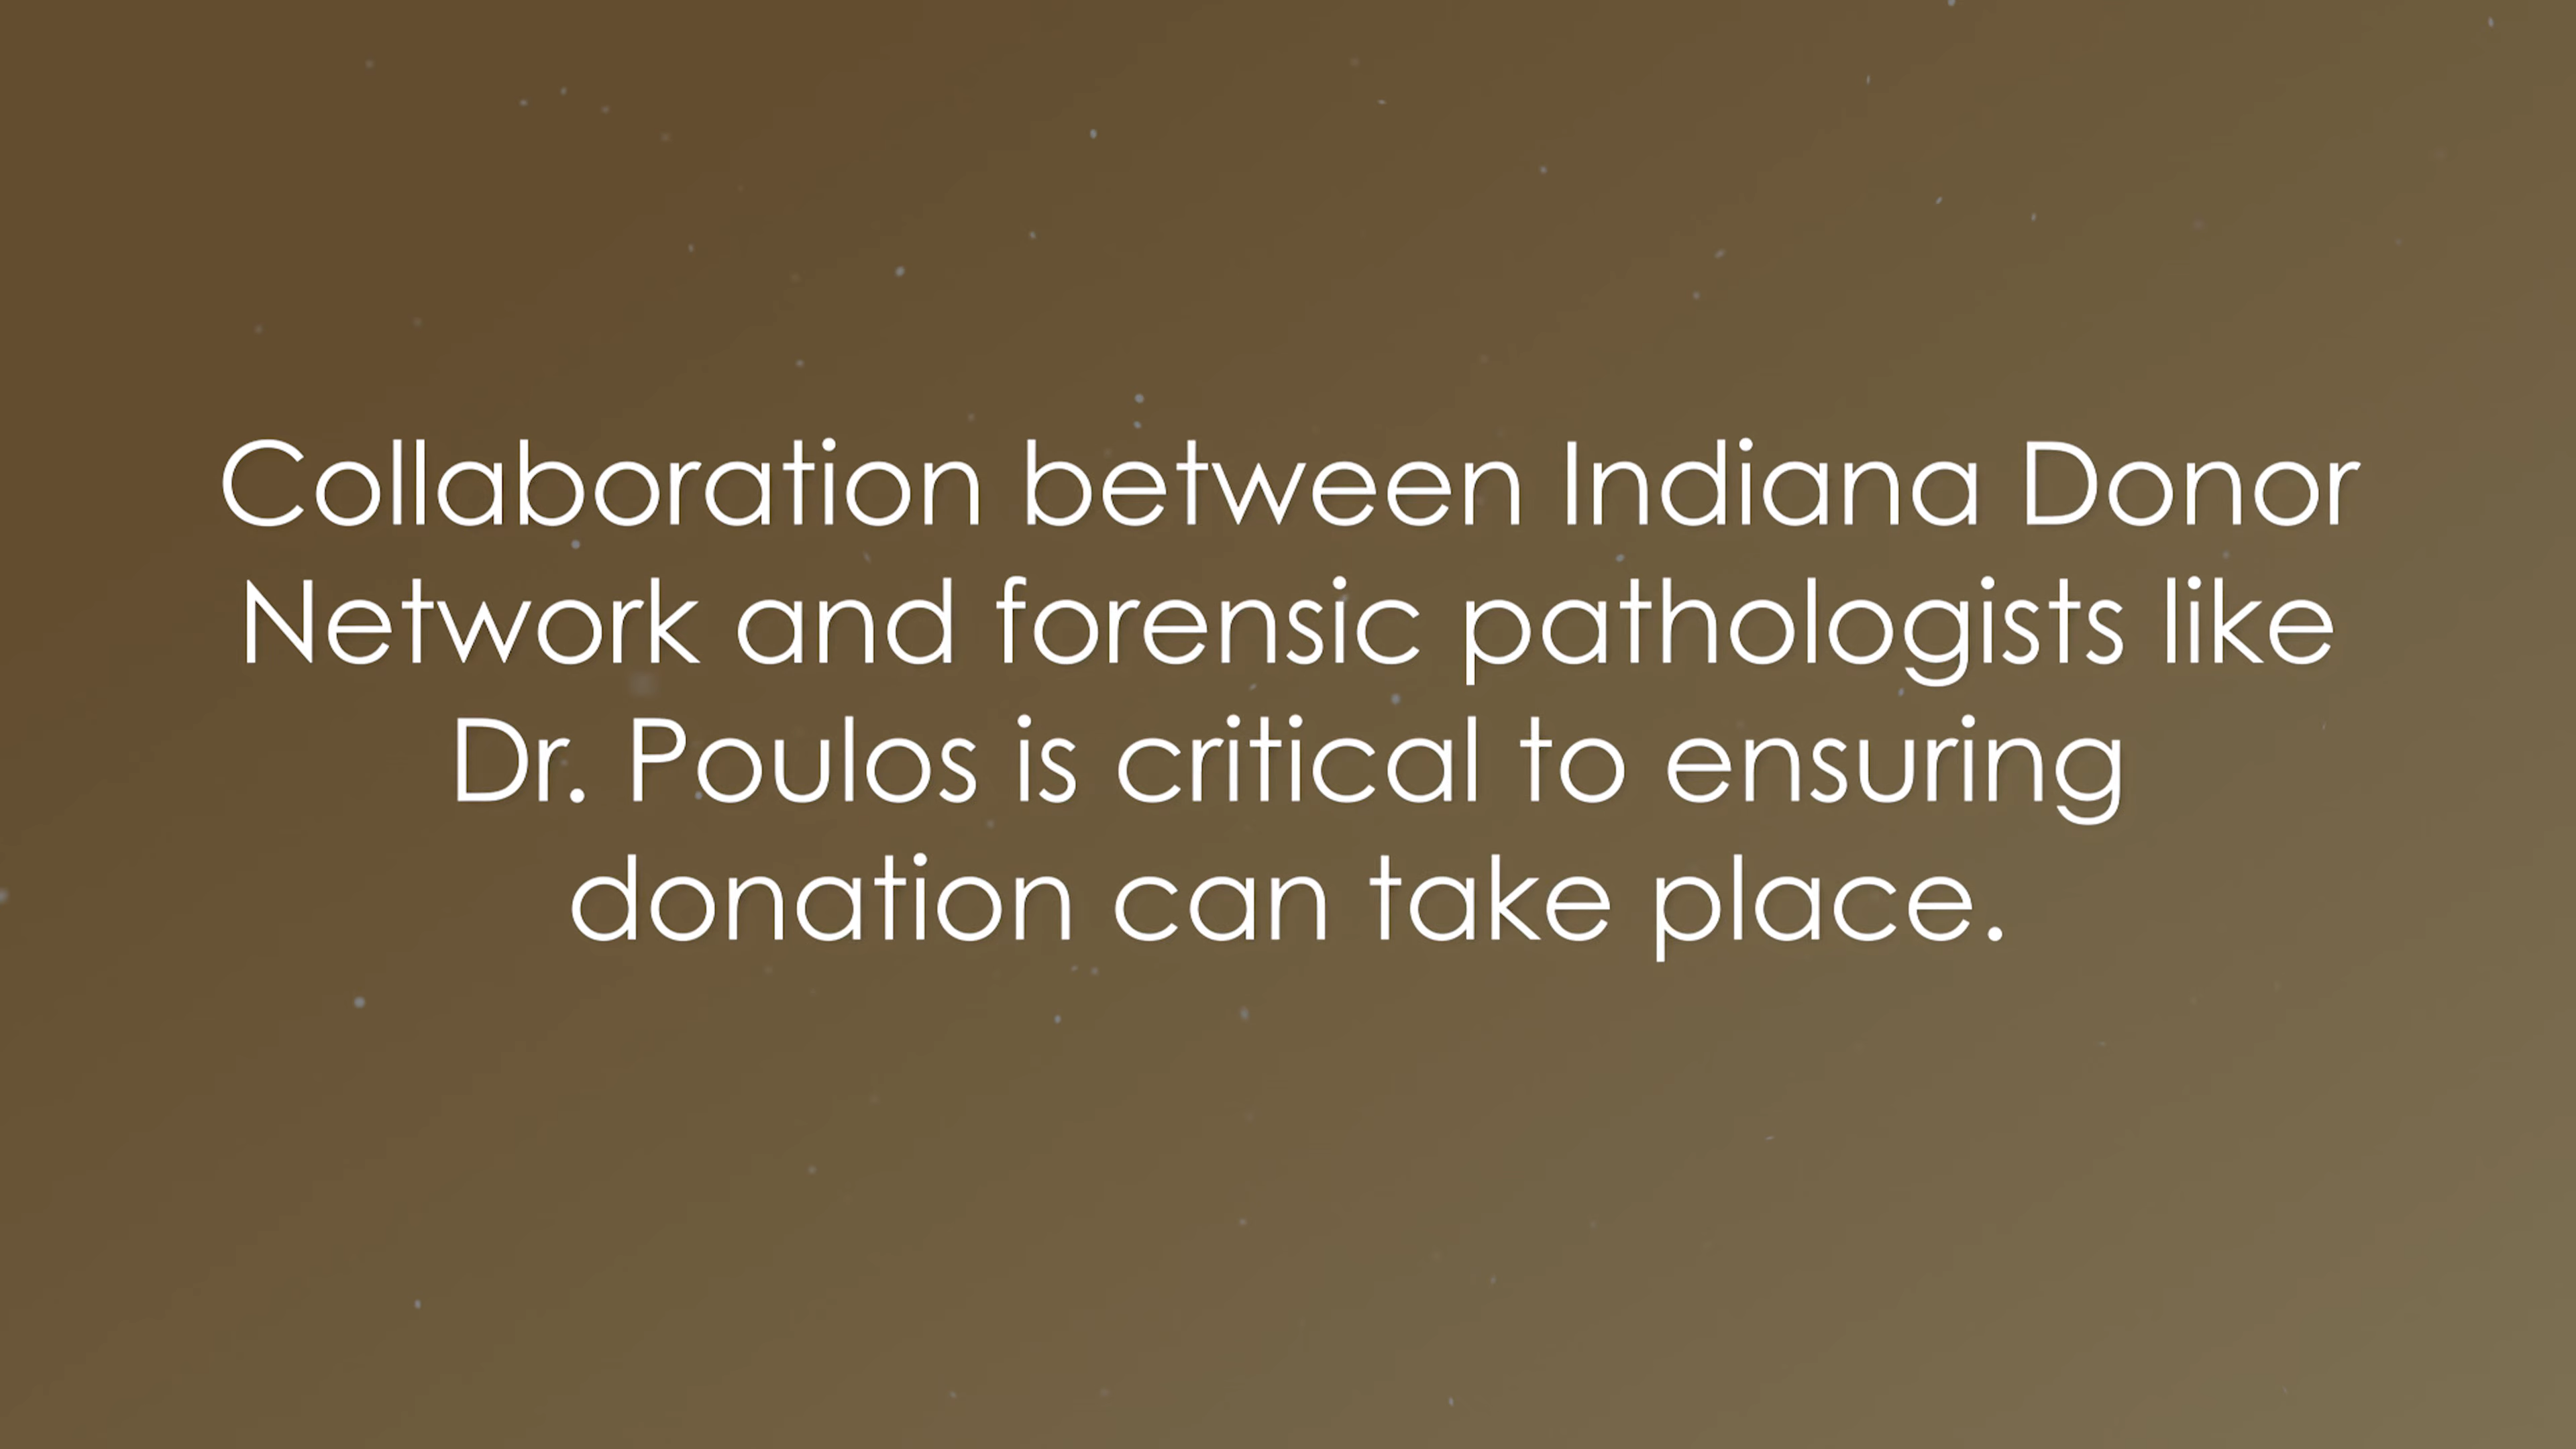 Collaboration between Indiana Donor
Network and forensic pathologists like
Dr. Poulos is critical to ensuring
donation can take place.